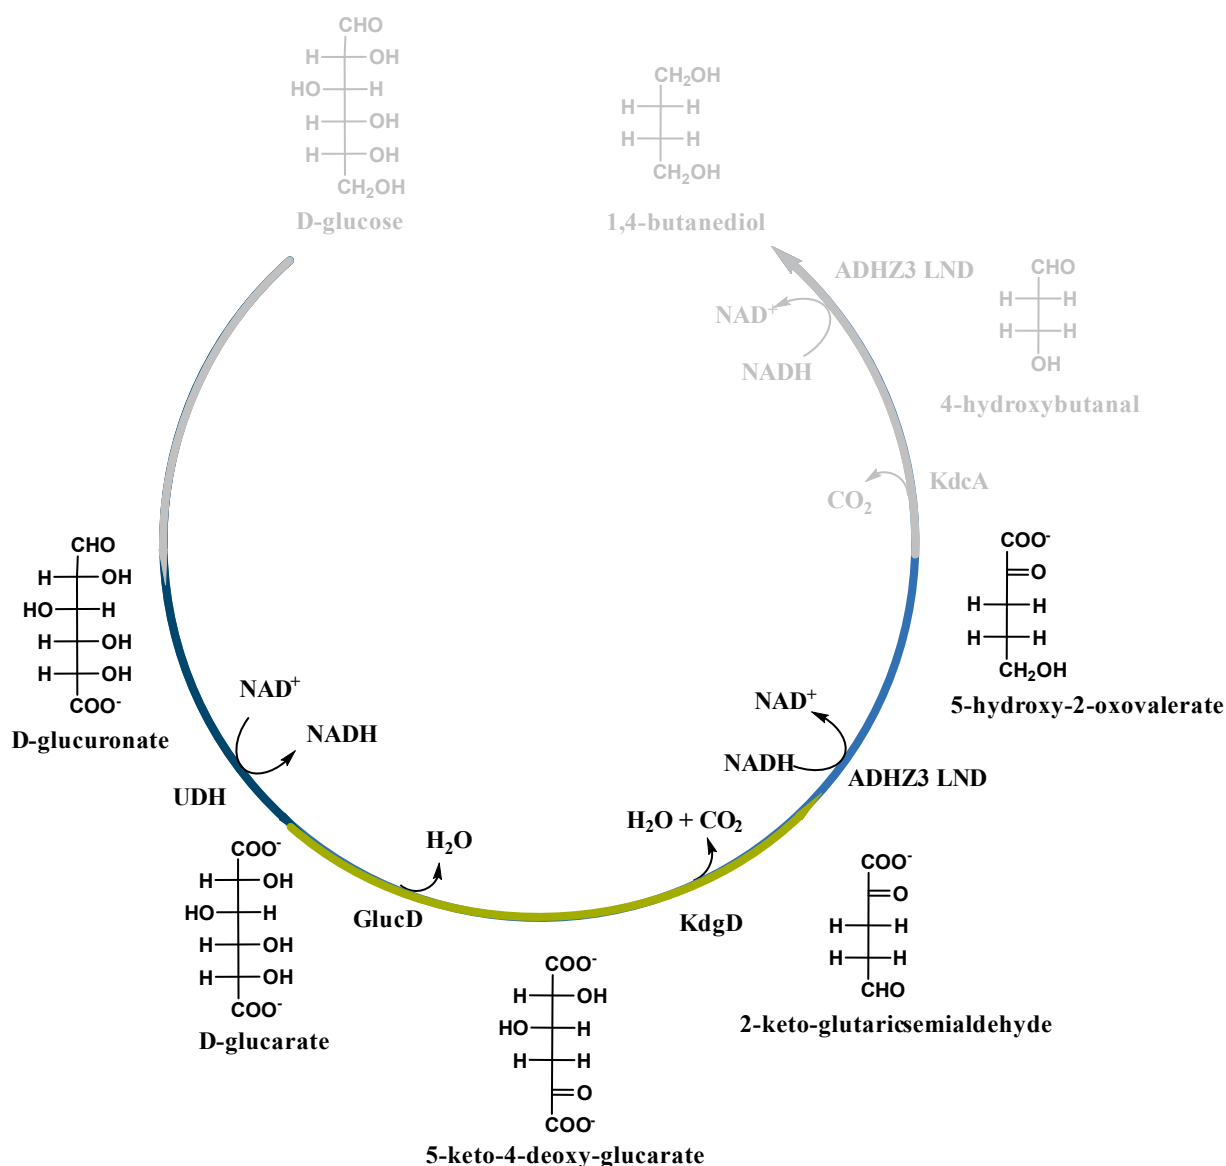 CHO
H OH
HO H
H OH
H OH
CH₂OH
D-glucose
CH₂OH
H H
H H
CH₂OH
1,4-butanediol
ADHZ3 LND
NAD⁺
NADH
CHO
H H
H H
OH
4-hydroxybutanal
KdcA
CO₂
CHO
H OH
HO H
H OH
H OH
COO⁻
D-glucuronate
NAD⁺
NADH
UDH
COO⁻
O
H H
H H
CH₂OH
5-hydroxy-2-oxovalerate
NAD⁺
NADH
ADHZ3 LND
COO⁻
H OH
HO H
H OH
H OH
COO⁻
D-glucarate
H₂O
GlucD
H₂O + CO₂
KdgD
COO⁻
O
H H
H H
CHO
2-keto-glutaricsemialdehyde
COO⁻
H OH
HO H
H H
O
COO⁻
5-keto-4-deoxy-glucarate